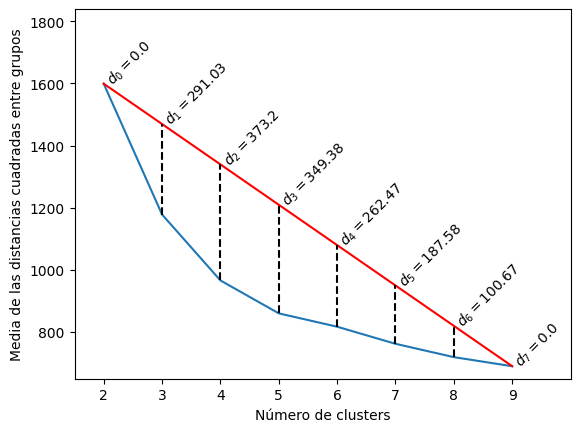 1800
1600
1400
1200
1000
800
Media de las distancias cuadradas entre grupos
d₀ = 0.0
d₁ = 291.03
d₂ = 373.2
d₃ = 349.38
d₄ = 262.47
d₅ = 187.58
d₆ = 100.67
d₇ = 0.0
2 3 4 5 6 7 8 9
Número de clusters